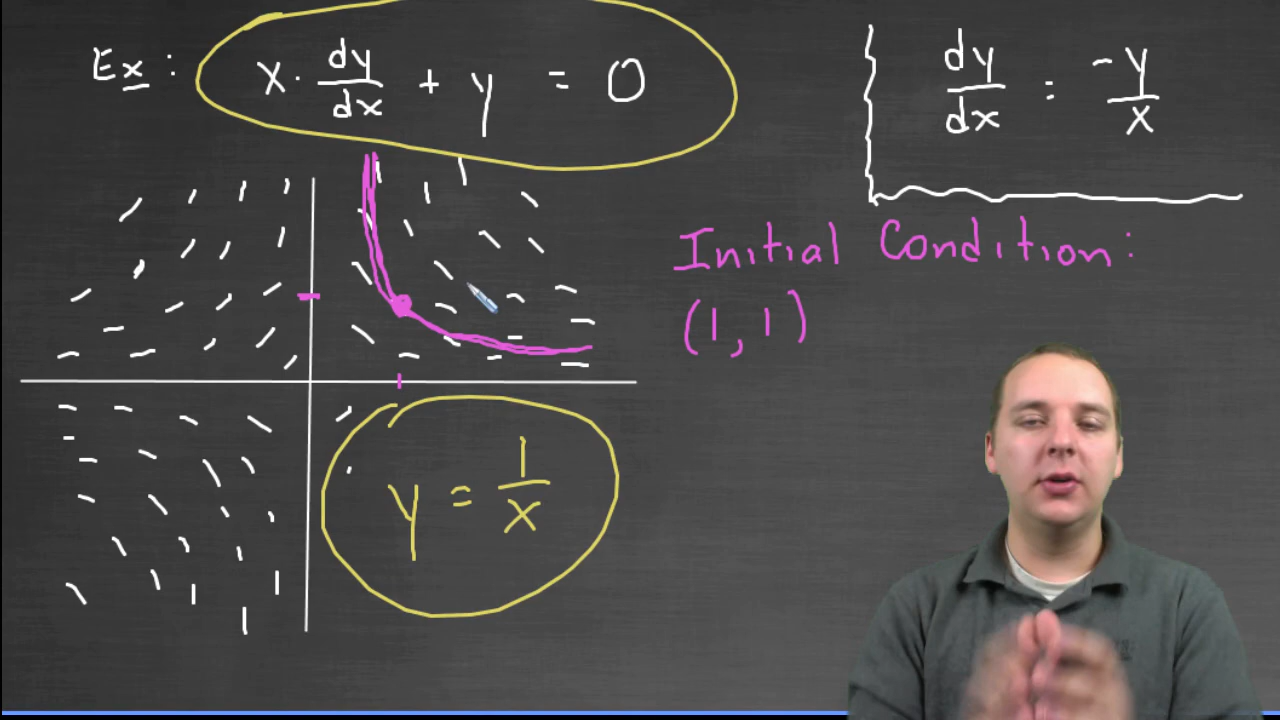 Ex: x · dy/dx + y = 0
dy/dx = -y/x
Initial Condition:
(1, 1)
y = 1/x